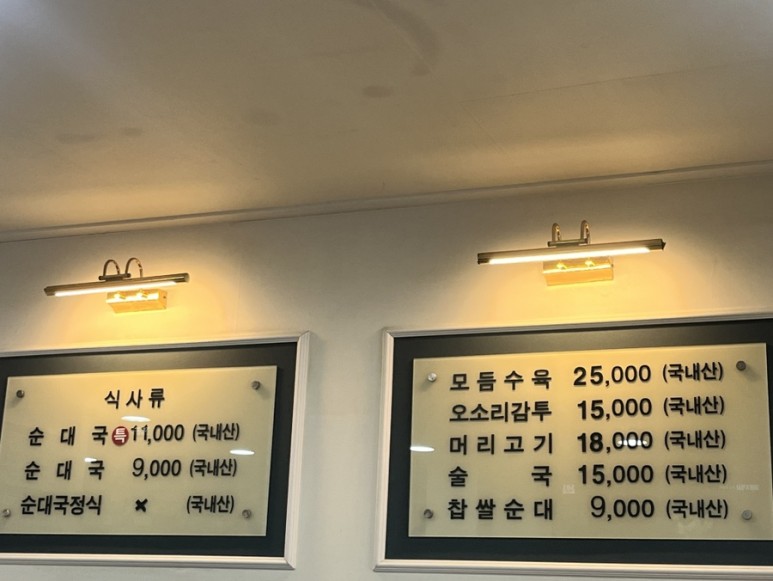 식사류
순대국 특 11,000 (국내산)
순대국 9,000 (국내산)
순대국정식 × (국내산)
모듬수육 25,000 (국내산)
오소리감투 15,000 (국내산)
머리고기 18,000 (국내산)
술국 15,000 (국내산)
찹쌀순대 9,000 (국내산)